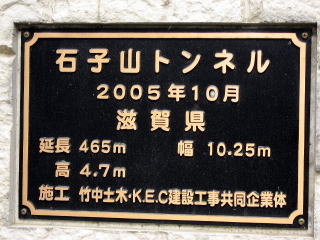 石子山トンネル
2005年10月
滋賀県
延長 465m 幅 10.25m
高 4.7m
施工 竹中土木・K.E.C建設工事共同企業体